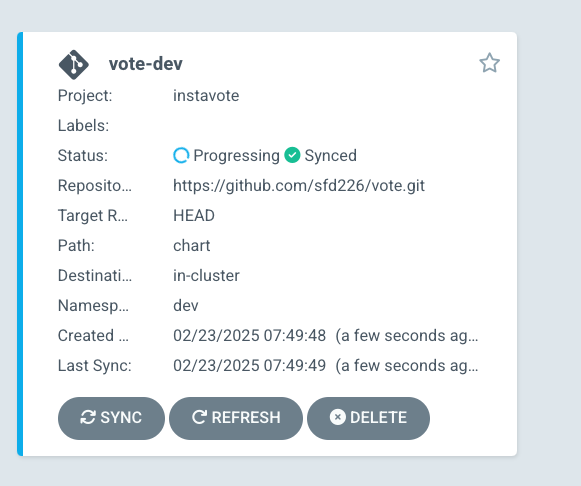 vote-dev
Project: instavote
Labels:
Status: Progressing Synced
Reposito... https://github.com/sfd226/vote.git
Target R... HEAD
Path: chart
Destinati... in-cluster
Namesp... dev
Created ... 02/23/2025 07:49:48 (a few seconds ag...
Last Sync: 02/23/2025 07:49:49 (a few seconds ag...
SYNC REFRESH DELETE